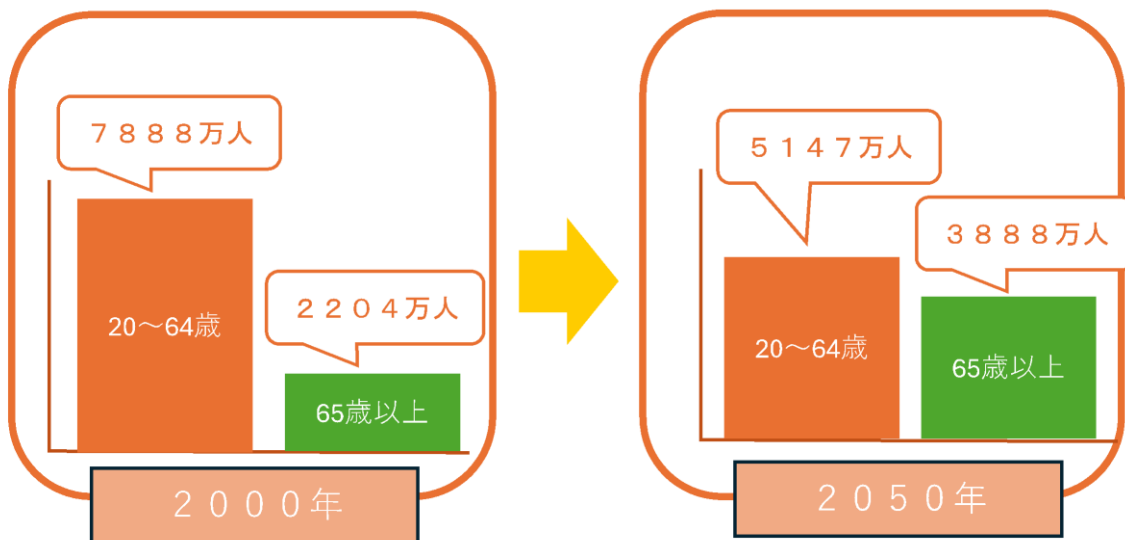 ７８８８万人
２２０４万人
20～64歳
65歳以上
２０００年
５１４７万人
３８８８万人
20～64歳
65歳以上
２０５０年